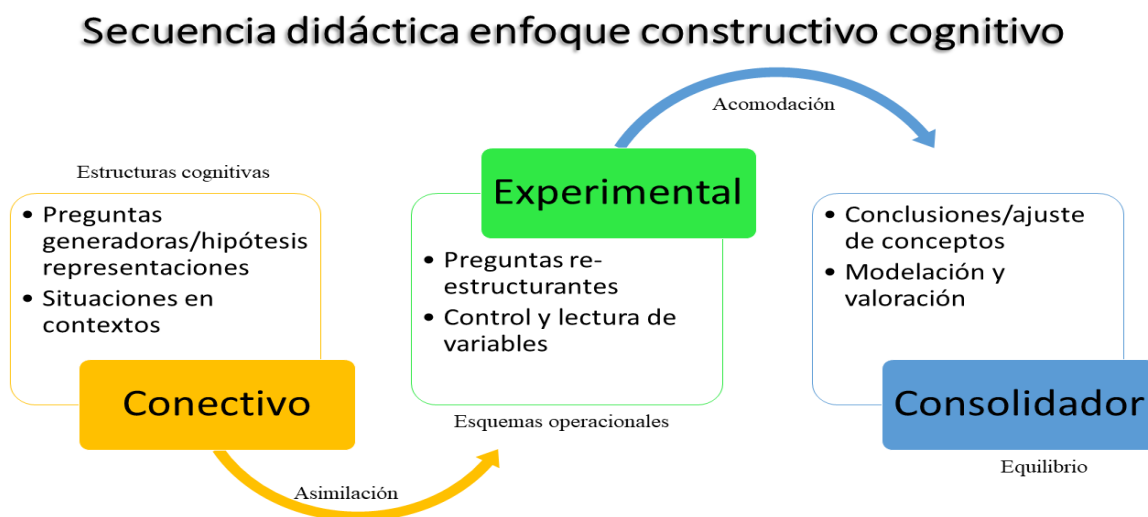 Secuencia didáctica enfoque constructivo cognitivo
Estructuras cognitivas
• Preguntas
generadoras/hipótesis
representaciones
• Situaciones en
contextos
Conectivo
Asimilación
Experimental
• Preguntas re-
estructurantes
• Control y lectura de
variables
Esquemas operacionales
Acomodación
• Conclusiones/ajuste
de conceptos
• Modelación y
valoración
Consolidador
Equilibrio